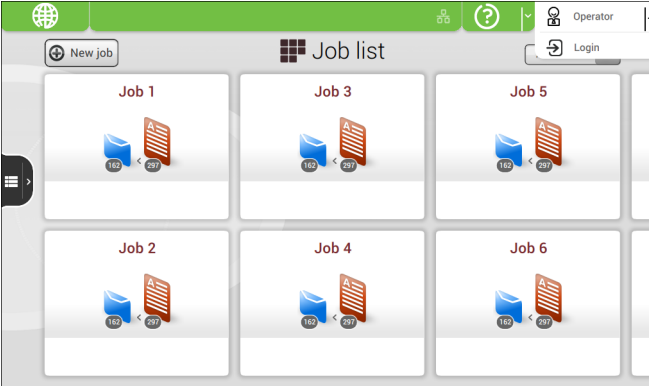 Operator
Login
New job
Job list
Job 1
Job 3
Job 5
A
162 < 297
A
162 < 297
A
162 < 297
Job 2
Job 4
Job 6
A
162 < 297
A
162 < 297
A
162 < 297